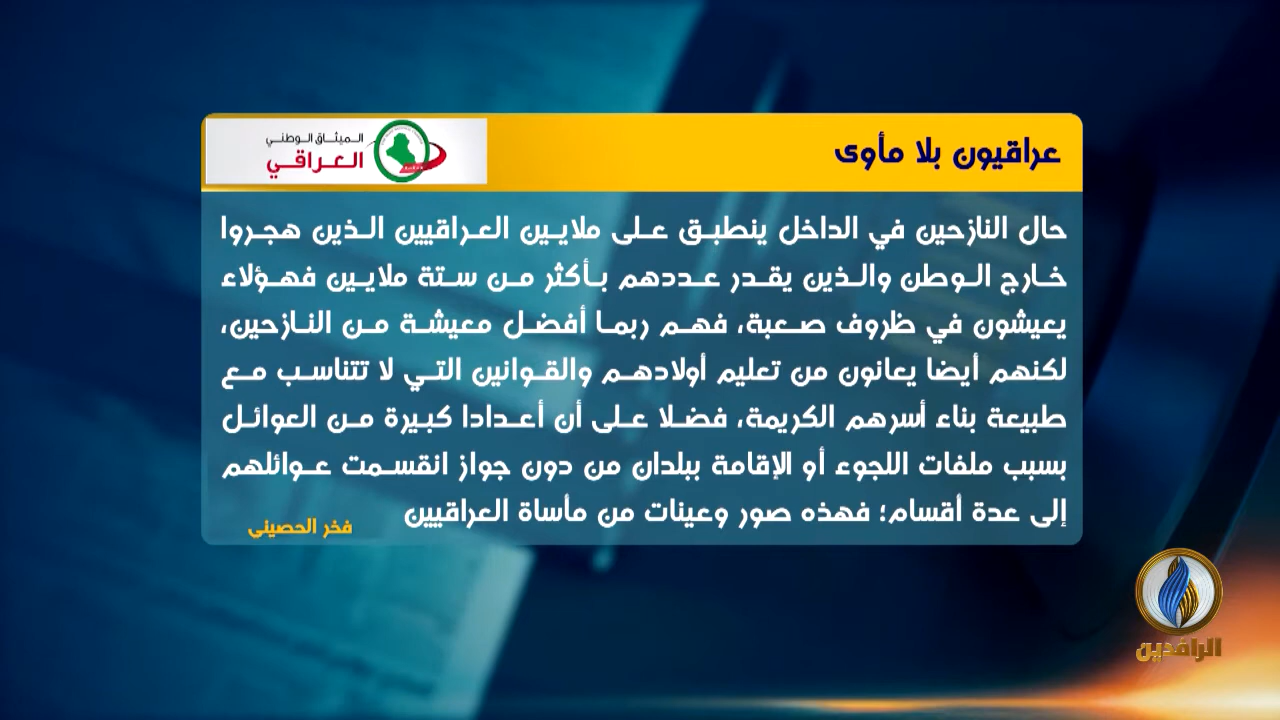 عراقيون بلا مأوى
الميثاق الوطني
العراقي
حال النازحين في الداخل ينطبق على ملايين العراقيين الذين هجروا
خارج الوطن والذين يقدر عددهم بأكثر من ستة ملايين فهؤلاء
يعيشون في ظروف صعبة، فهم ربما أفضل معيشة من النازحين،
لكنهم أيضا يعانون من تعليم أولادهم والقوانين التي لا تتناسب مع
طبيعة بناء أسرهم الكريمة، فضلا على أن أعدادا كبيرة من العوائل
بسبب ملفات اللجوء أو الإقامة ببلدان من دون جواز انقسمت عوائلهم
إلى عدة أقسام؛ فهذه صور وعينات من مأساة العراقيين
فخر الحصيني
الرافدين